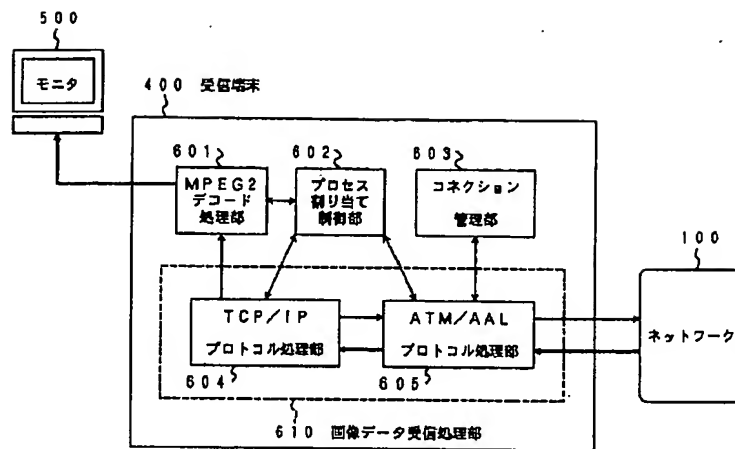 500
モニタ
400 受信端末
601
MPEG2
デコード
処理部
602
プロセス
割り当て
制御部
603
コネクション
管理部
100
ネットワーク
TCP/IP
プロトコル処理部
604
ATM/AAL
プロトコル処理部
605
610 画像データ受信処理部